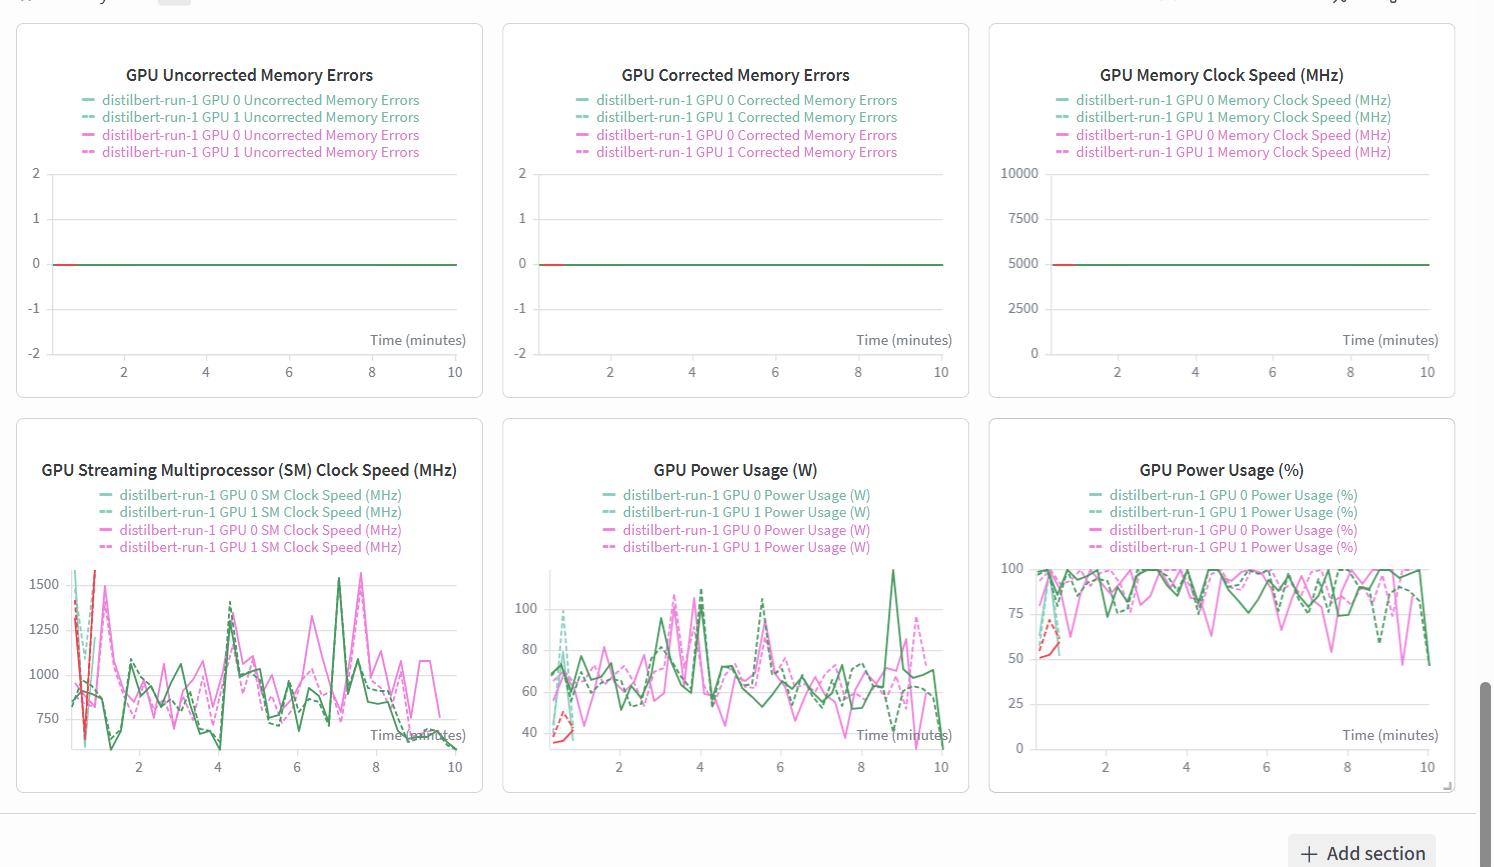 GPU Uncorrected Memory Errors
distilbert-run-1 GPU 0 Uncorrected Memory Errors
distilbert-run-1 GPU 1 Uncorrected Memory Errors
distilbert-run-1 GPU 0 Uncorrected Memory Errors
distilbert-run-1 GPU 1 Uncorrected Memory Errors
2
1
0
-1
-2
Time (minutes)
2 4 6 8 10
GPU Corrected Memory Errors
distilbert-run-1 GPU 0 Corrected Memory Errors
distilbert-run-1 GPU 1 Corrected Memory Errors
distilbert-run-1 GPU 0 Corrected Memory Errors
distilbert-run-1 GPU 1 Corrected Memory Errors
2
1
0
-1
-2
Time (minutes)
2 4 6 8 10
GPU Memory Clock Speed (MHz)
distilbert-run-1 GPU 0 Memory Clock Speed (MHz)
distilbert-run-1 GPU 1 Memory Clock Speed (MHz)
distilbert-run-1 GPU 0 Memory Clock Speed (MHz)
distilbert-run-1 GPU 1 Memory Clock Speed (MHz)
10000
7500
5000
2500
0
Time (minutes)
2 4 6 8 10
GPU Streaming Multiprocessor (SM) Clock Speed (MHz)
distilbert-run-1 GPU 0 SM Clock Speed (MHz)
distilbert-run-1 GPU 1 SM Clock Speed (MHz)
distilbert-run-1 GPU 0 SM Clock Speed (MHz)
distilbert-run-1 GPU 1 SM Clock Speed (MHz)
1500
1250
1000
750
Time (minutes)
2 4 6 8 10
GPU Power Usage (W)
distilbert-run-1 GPU 0 Power Usage (W)
distilbert-run-1 GPU 1 Power Usage (W)
distilbert-run-1 GPU 0 Power Usage (W)
distilbert-run-1 GPU 1 Power Usage (W)
100
80
60
40
Time (minutes)
2 4 6 8 10
GPU Power Usage (%)
distilbert-run-1 GPU 0 Power Usage (%)
distilbert-run-1 GPU 1 Power Usage (%)
distilbert-run-1 GPU 0 Power Usage (%)
distilbert-run-1 GPU 1 Power Usage (%)
100
75
50
25
0
Time (minutes)
2 4 6 8 10
Add section